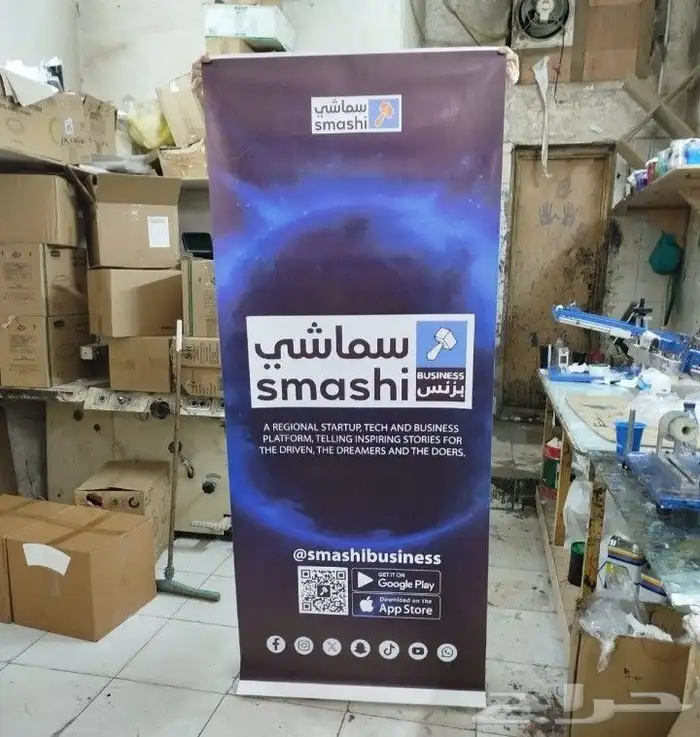 سماشي
smashi
سماشي
smashi
BUSINESS
بزنس
A REGIONAL STARTUP, TECH AND BUSINESS
PLATFORM, TELLING INSPIRING STORIES FOR
THE DRIVEN, THE DREAMERS AND THE DOERS.
@smashibusiness
GET IT ON
Google Play
Download on the
App Store
حراج